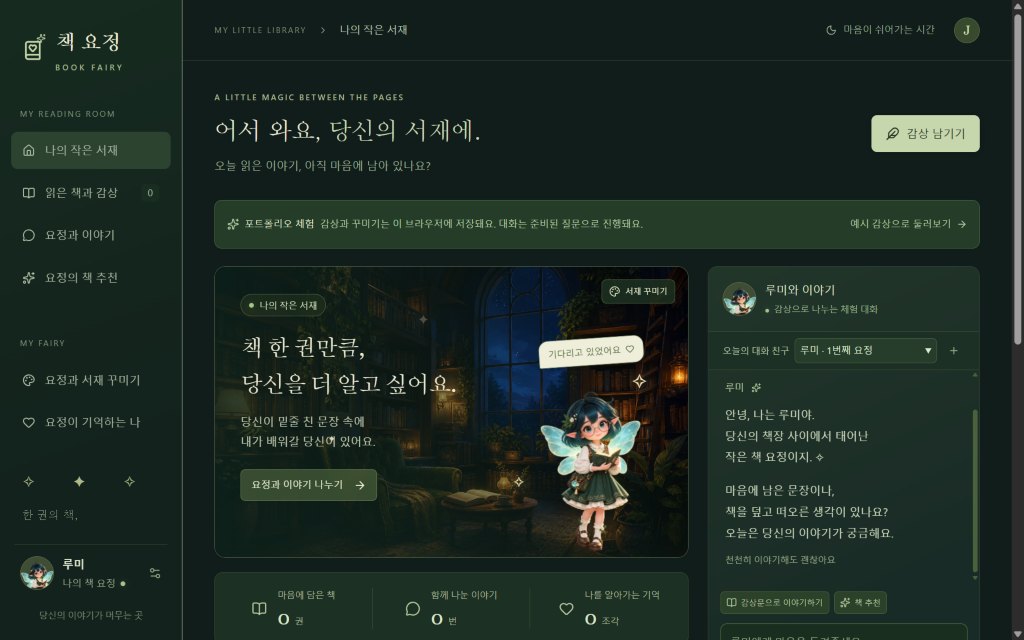 책 요정
BOOK FAIRY
MY READING ROOM
나의 작은 서재
읽은 책과 감상 0
요정과 이야기
요정의 책 추천
MY FAIRY
요정과 서재 꾸미기
요정이 기억하는 나
한 권의 책,
루미
나의 책 요정
당신의 이야기가 머무는 곳
MY LITTLE LIBRARY > 나의 작은 서재
마음이 쉬어가는 시간 J
A LITTLE MAGIC BETWEEN THE PAGES
어서 와요, 당신의 서재에.
오늘 읽은 이야기, 아직 마음에 남아 있나요?
감상 남기기
포트폴리오 체험 감상과 꾸미기는 이 브라우저에 저장돼요. 대화는 준비된 질문으로 진행돼요.
예시 감상으로 둘러보기 →
나의 작은 서재
서재 꾸미기
책 한 권만큼,
당신을 더 알고 싶어요.
당신이 밑줄 친 문장 속에
내가 배워갈 당신이 있어요.
요정과 이야기 나누기 →
기다리고 있었어요 ♡
마음에 담은 책
0 권
함께 나눈 이야기
0 번
나를 알아가는 기억
0 조각
루미와 이야기
감상으로 나누는 체험 대화
오늘의 대화 친구 루미 · 1번째 요정 +
루미
안녕, 나는 루미야.
당신의 책장 사이에서 태어난
작은 책 요정이지. ✧
마음에 남은 문장이나,
책을 덮고 떠오른 생각이 있나요?
오늘은 당신의 이야기가 궁금해요.
천천히 이야기해도 괜찮아요
감상문으로 이야기하기
책 추천